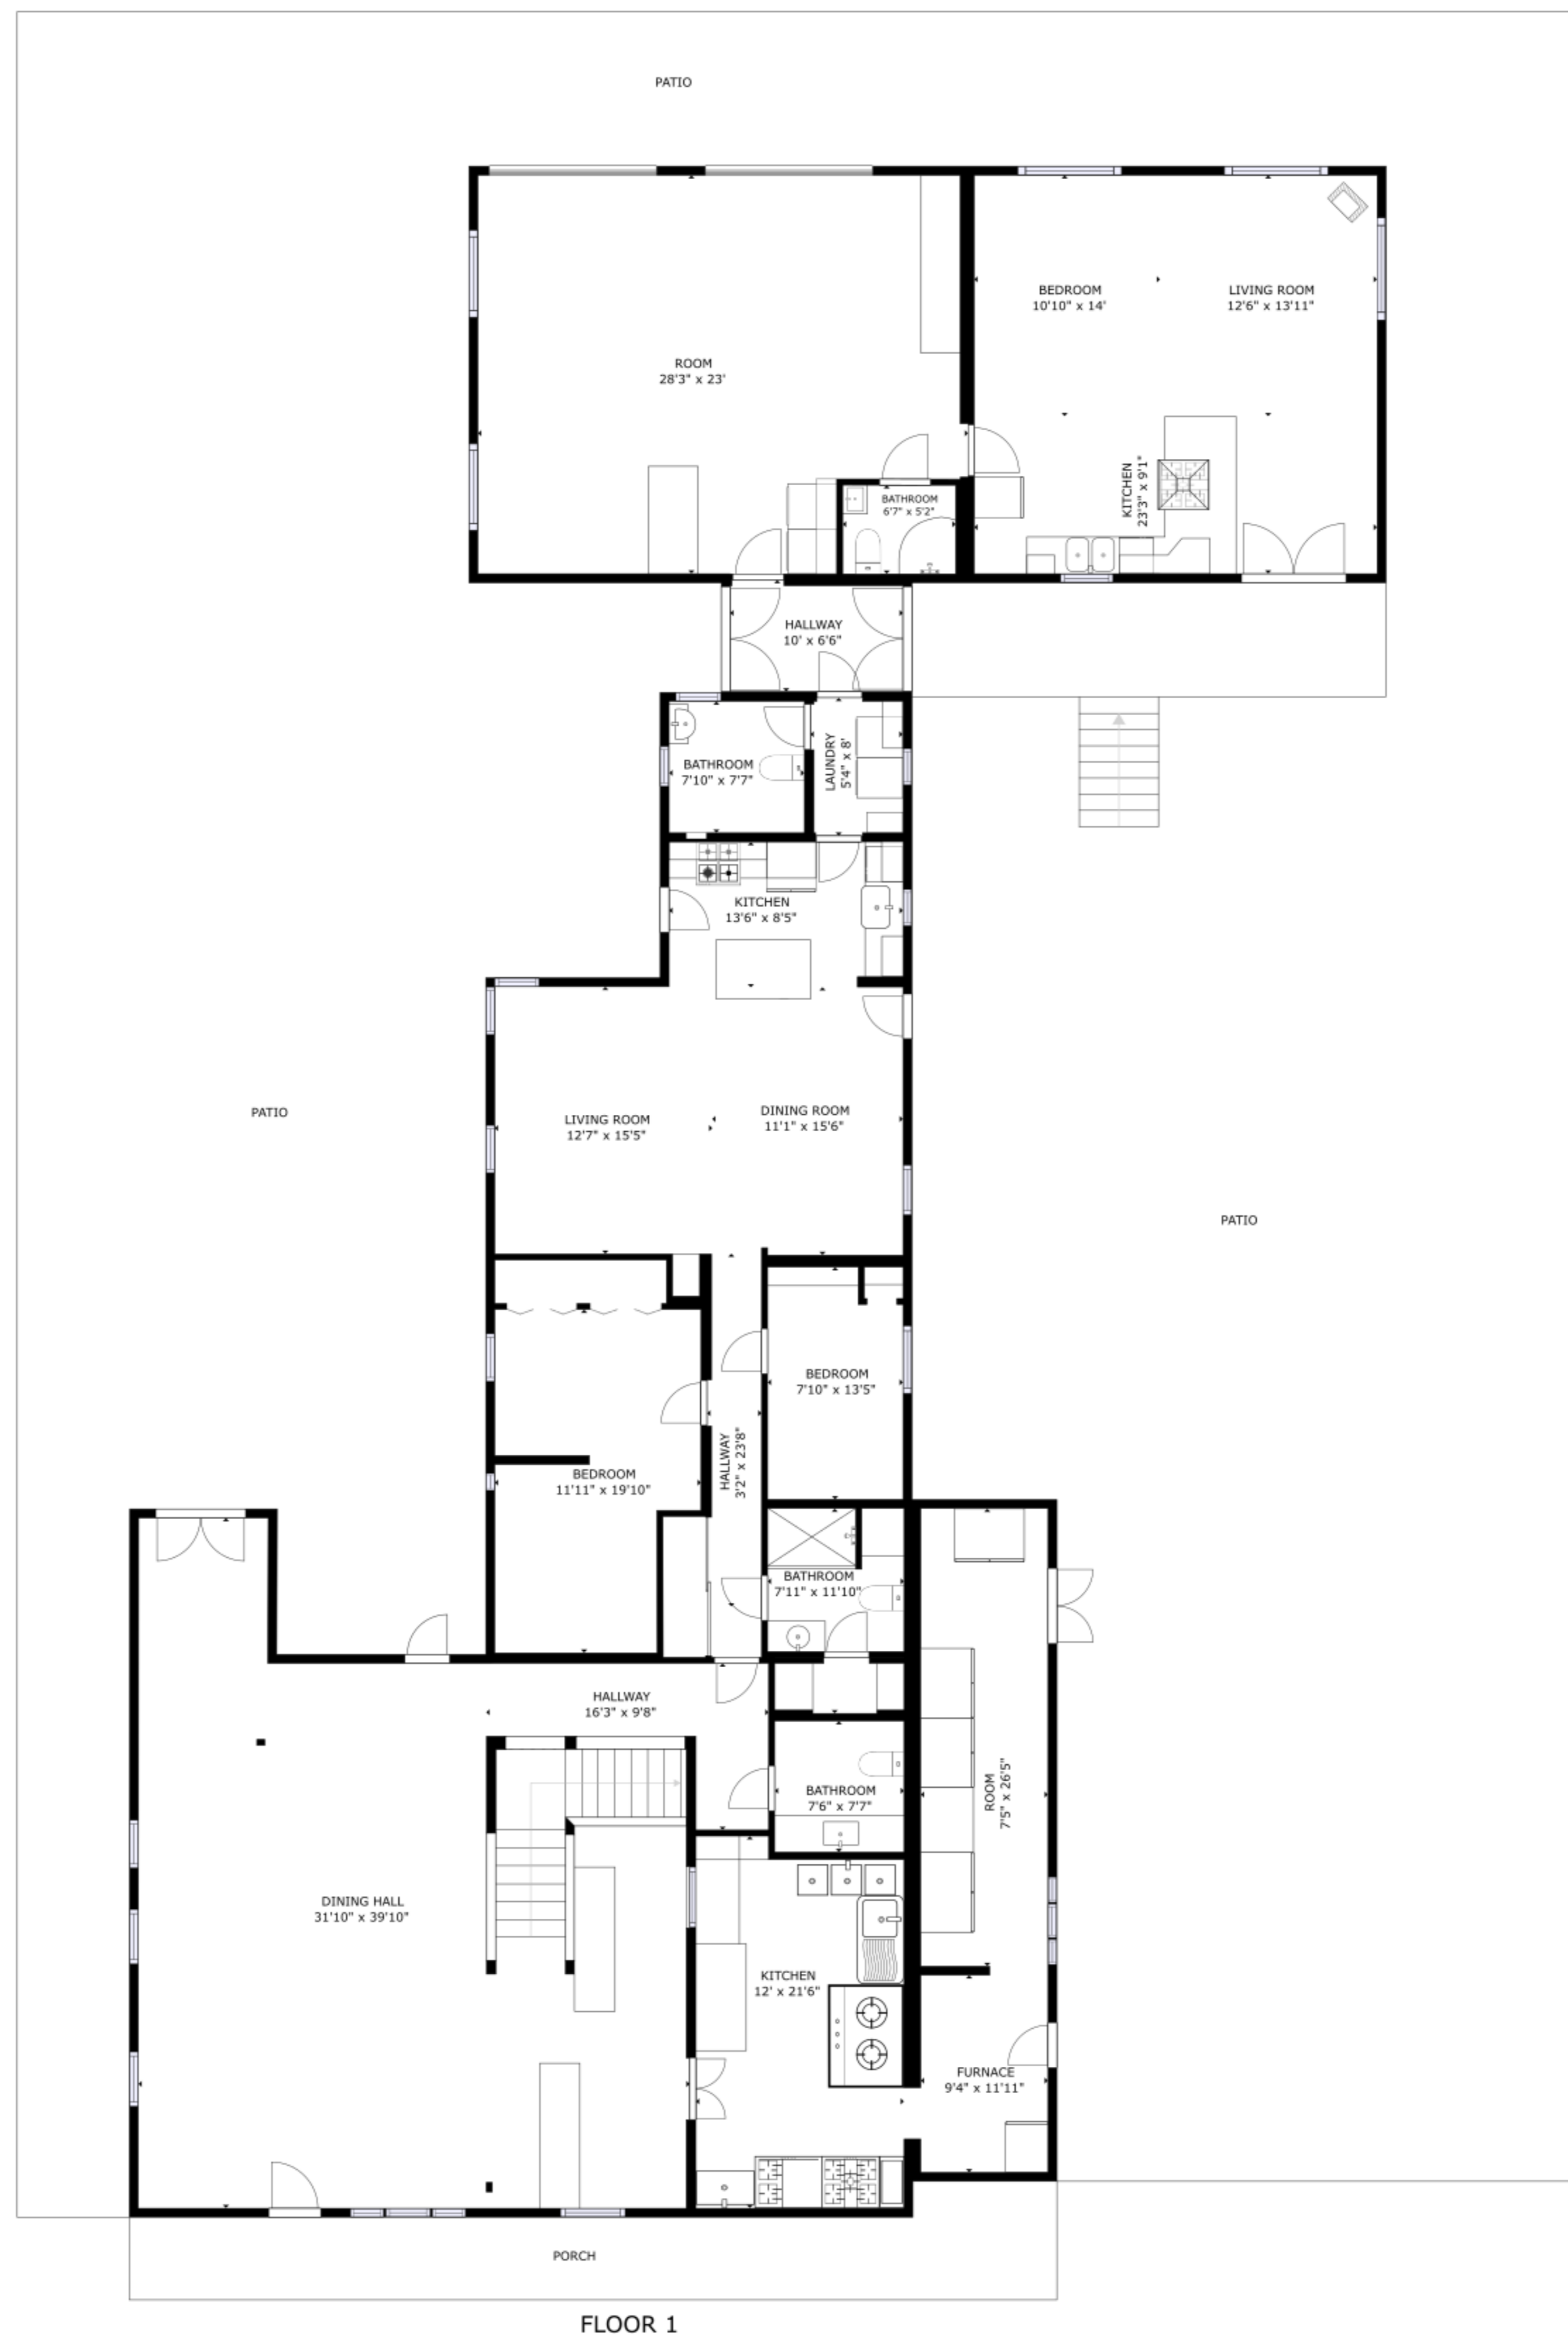 PATIO
BEDROOM
10'10" x 14'
LIVING ROOM
12'6" x 13'11"
ROOM
28'3" x 23'
KITCHEN
23'3" x 9'1"
BATHROOM
6'7" x 5'2"
HALLWAY
10' x 6'6"
BATHROOM
7'10" x 7'7"
LAUNDRY
5'4" x 8'
KITCHEN
13'6" x 8'5"
PATIO
LIVING ROOM
12'7" x 15'5"
DINING ROOM
11'1" x 15'6"
PATIO
BEDROOM
7'10" x 13'5"
HALLWAY
3'2" x 23'8"
BEDROOM
11'11" x 19'10"
BATHROOM
7'11" x 11'10"
HALLWAY
16'3" x 9'8"
BATHROOM
7'6" x 7'7"
ROOM
7'5" x 26'5"
DINING HALL
31'10" x 39'10"
KITCHEN
12' x 21'6"
FURNACE
9'4" x 11'11"
PORCH
FLOOR 1